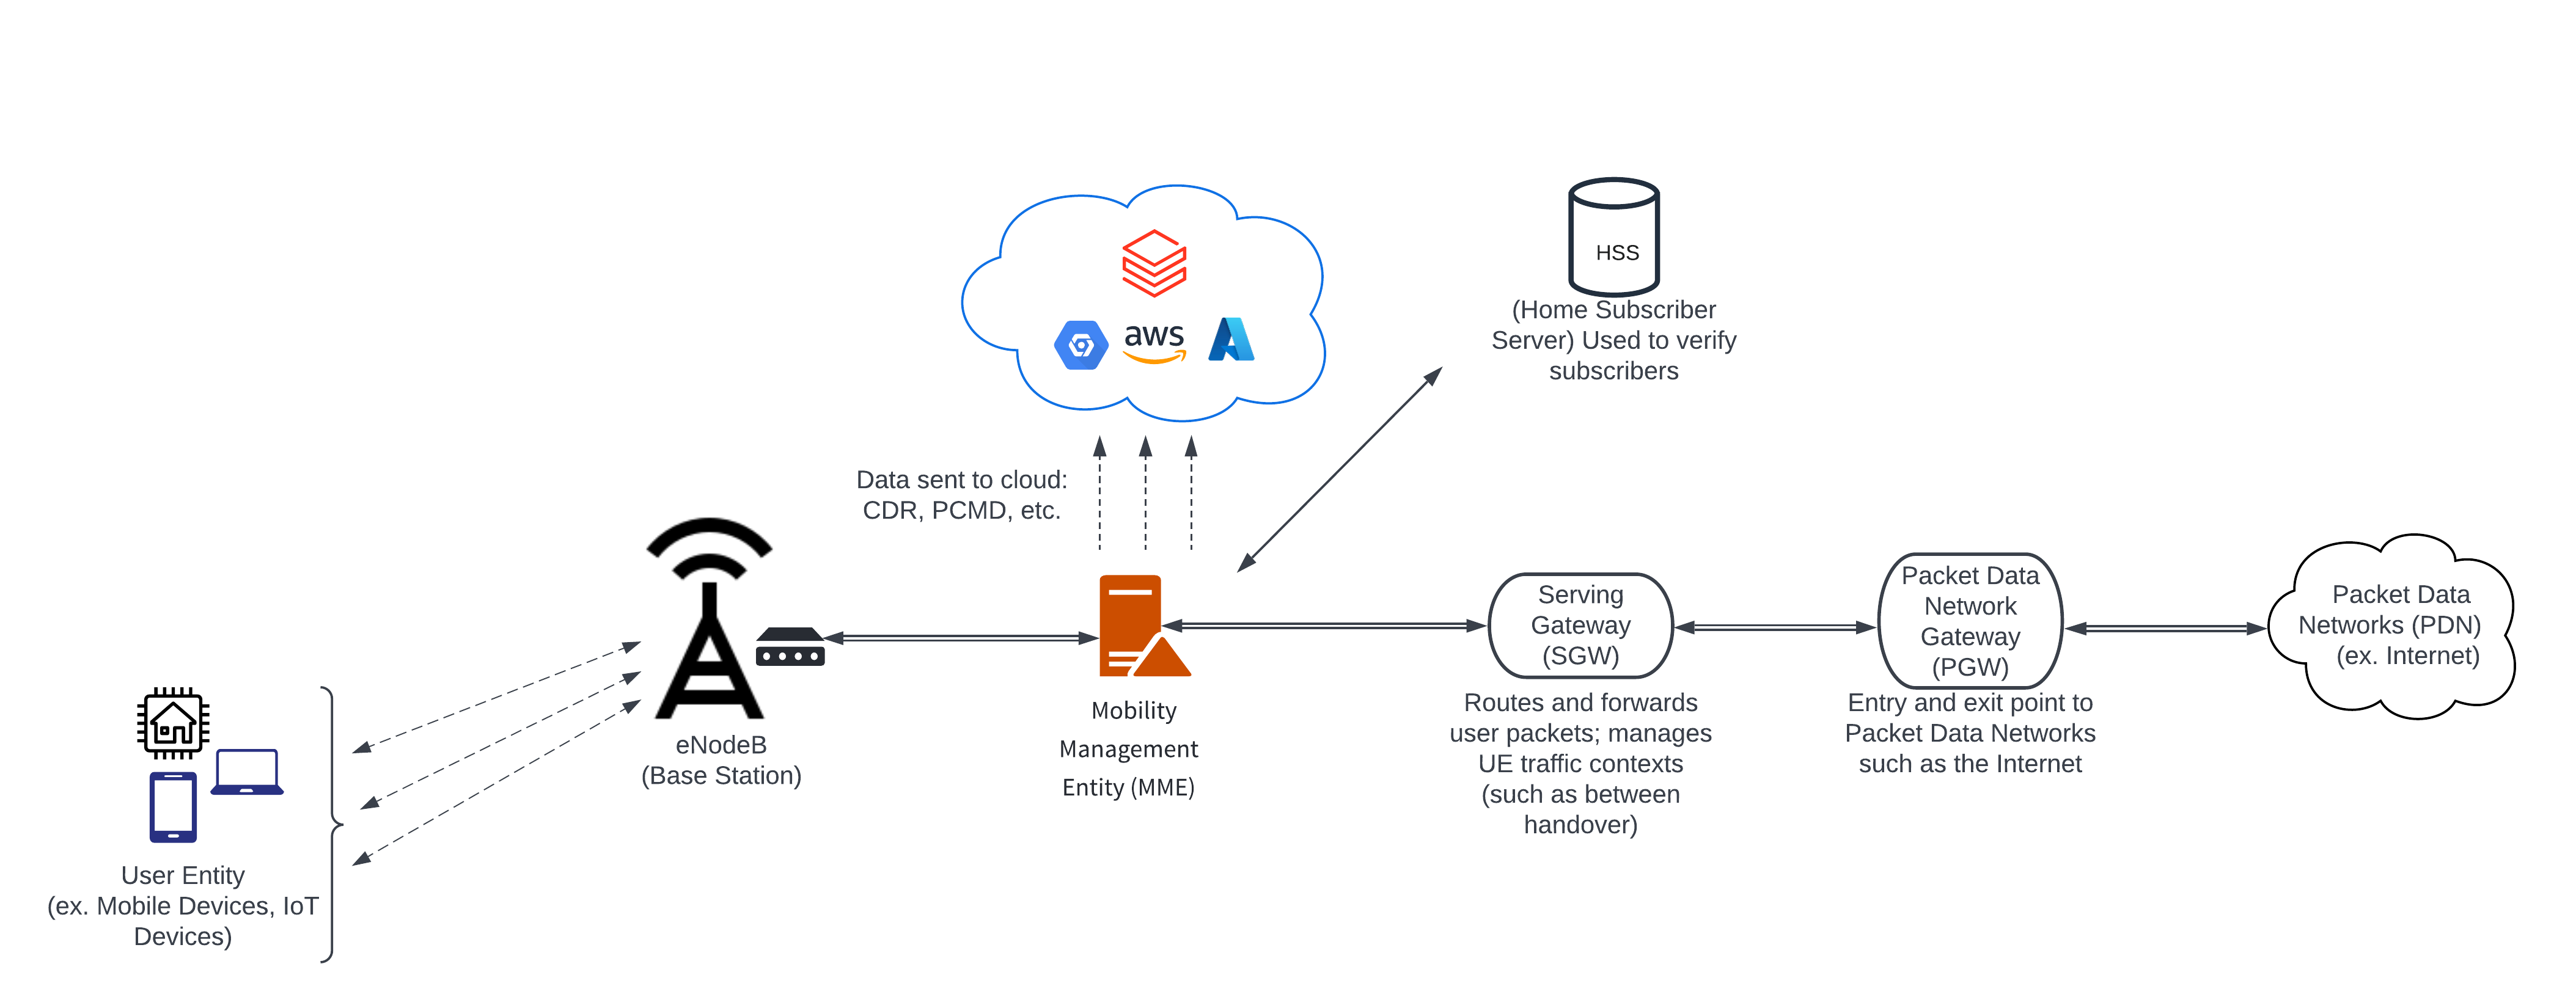 aws
HSS
(Home Subscriber
Server) Used to verify
subscribers
Data sent to cloud:
CDR, PCMD, etc.
eNodeB
(Base Station)
Mobility
Management
Entity (MME)
Serving
Gateway
(SGW)
Routes and forwards
user packets; manages
UE traffic contexts
(such as between
handover)
Packet Data
Network
Gateway
(PGW)
Entry and exit point to
Packet Data Networks
such as the Internet
Packet Data
Networks (PDN)
(ex. Internet)
User Entity
(ex. Mobile Devices, IoT
Devices)